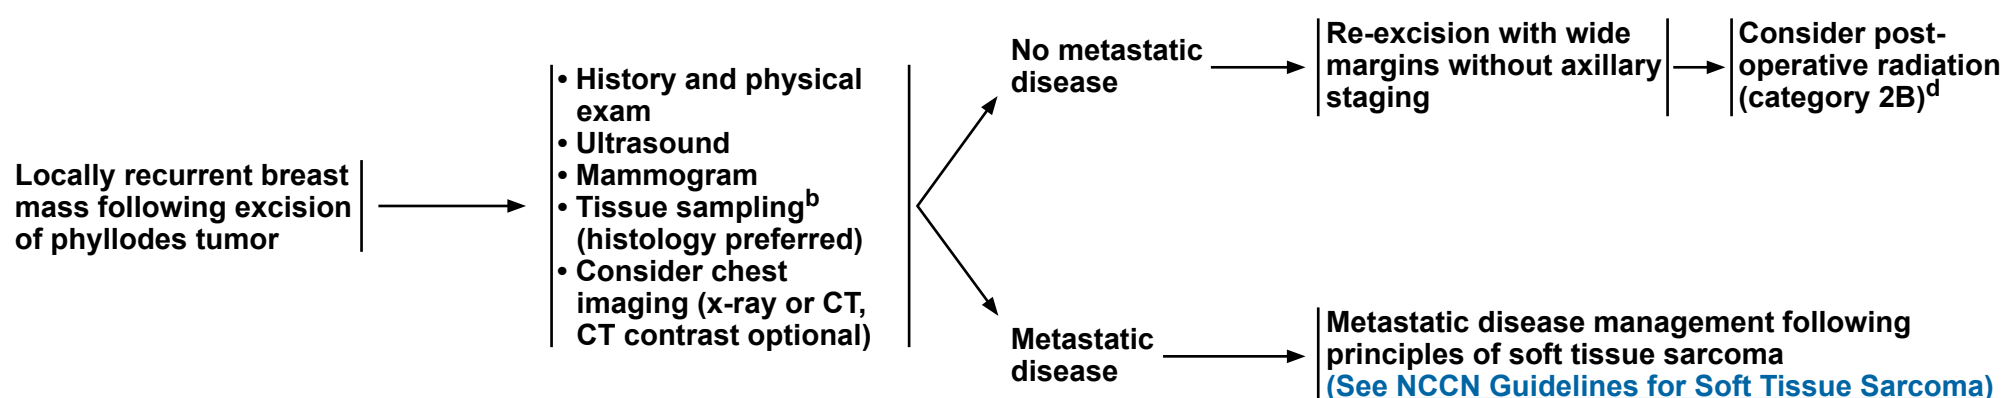 Locally recurrent breast
mass following excision
of phyllodes tumor
• History and physical
exam
• Ultrasound
• Mammogram
• Tissue samplingb
(histology preferred)
• Consider chest
imaging (x-ray or CT,
CT contrast optional)
No metastatic
disease
Re-excision with wide
margins without axillary
staging
Consider post-
operative radiation
(category 2B)d
Metastatic
disease
Metastatic disease management following
principles of soft tissue sarcoma
(See NCCN Guidelines for Soft Tissue Sarcoma)